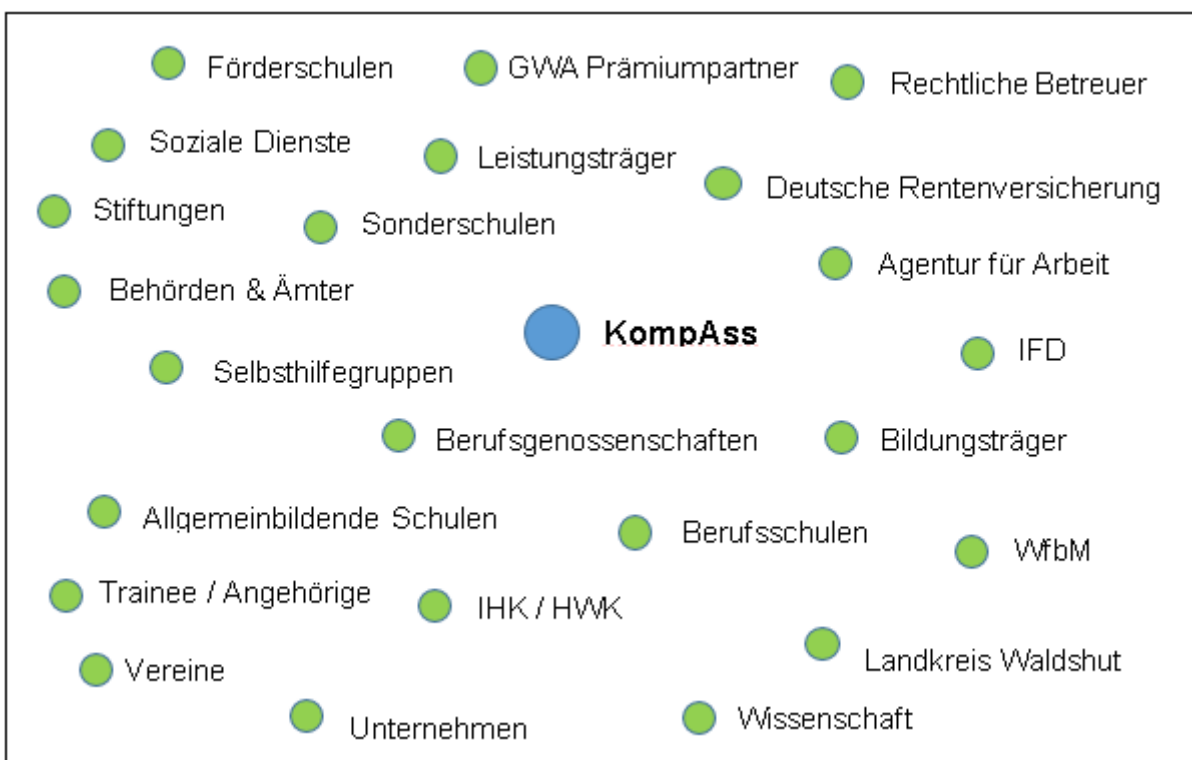 Förderschulen
GWA Prämiumpartner
Rechtliche Betreuer
Soziale Dienste
Leistungsträger
Deutsche Rentenversicherung
Stiftungen
Sonderschulen
Agentur für Arbeit
Behörden & Ämter
KompAss
IFD
Selbsthilfegruppen
Berufsgenossenschaften
Bildungsträger
Allgemeinbildende Schulen
Berufsschulen
WfbM
Trainee / Angehörige
IHK / HWK
Landkreis Waldshut
Vereine
Unternehmen
Wissenschaft